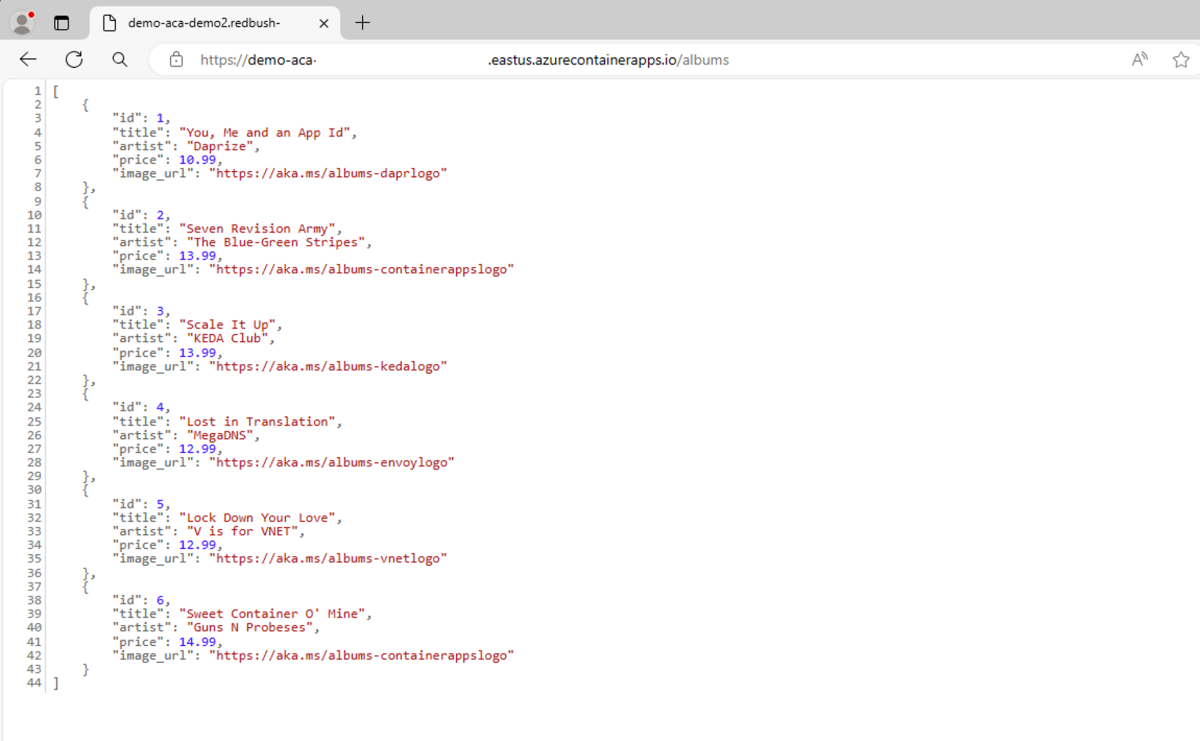 demo-aca-demo2.redbush-
https://demo-aca- .eastus.azurecontainerapps.io/albums
1 [
2 {
3 "id": 1,
4 "title": "You, Me and an App Id",
5 "artist": "Daprize",
6 "price": 10.99,
7 "image_url": "https://aka.ms/albums-daprlogo"
8 },
9 {
10 "id": 2,
11 "title": "Seven Revision Army",
12 "artist": "The Blue-Green Stripes",
13 "price": 13.99,
14 "image_url": "https://aka.ms/albums-containerappslogo"
15 },
16 {
17 "id": 3,
18 "title": "Scale It Up",
19 "artist": "KEDA Club",
20 "price": 13.99,
21 "image_url": "https://aka.ms/albums-kedalogo"
22 },
23 {
24 "id": 4,
25 "title": "Lost in Translation",
26 "artist": "MegaDNS",
27 "price": 12.99,
28 "image_url": "https://aka.ms/albums-envoylogo"
29 },
30 {
31 "id": 5,
32 "title": "Lock Down Your Love",
33 "artist": "V is for VNET",
34 "price": 12.99,
35 "image_url": "https://aka.ms/albums-vnetlogo"
36 },
37 {
38 "id": 6,
39 "title": "Sweet Container O' Mine",
40 "artist": "Guns N Probeses",
41 "price": 14.99,
42 "image_url": "https://aka.ms/albums-containerappslogo"
43 }
44 ]